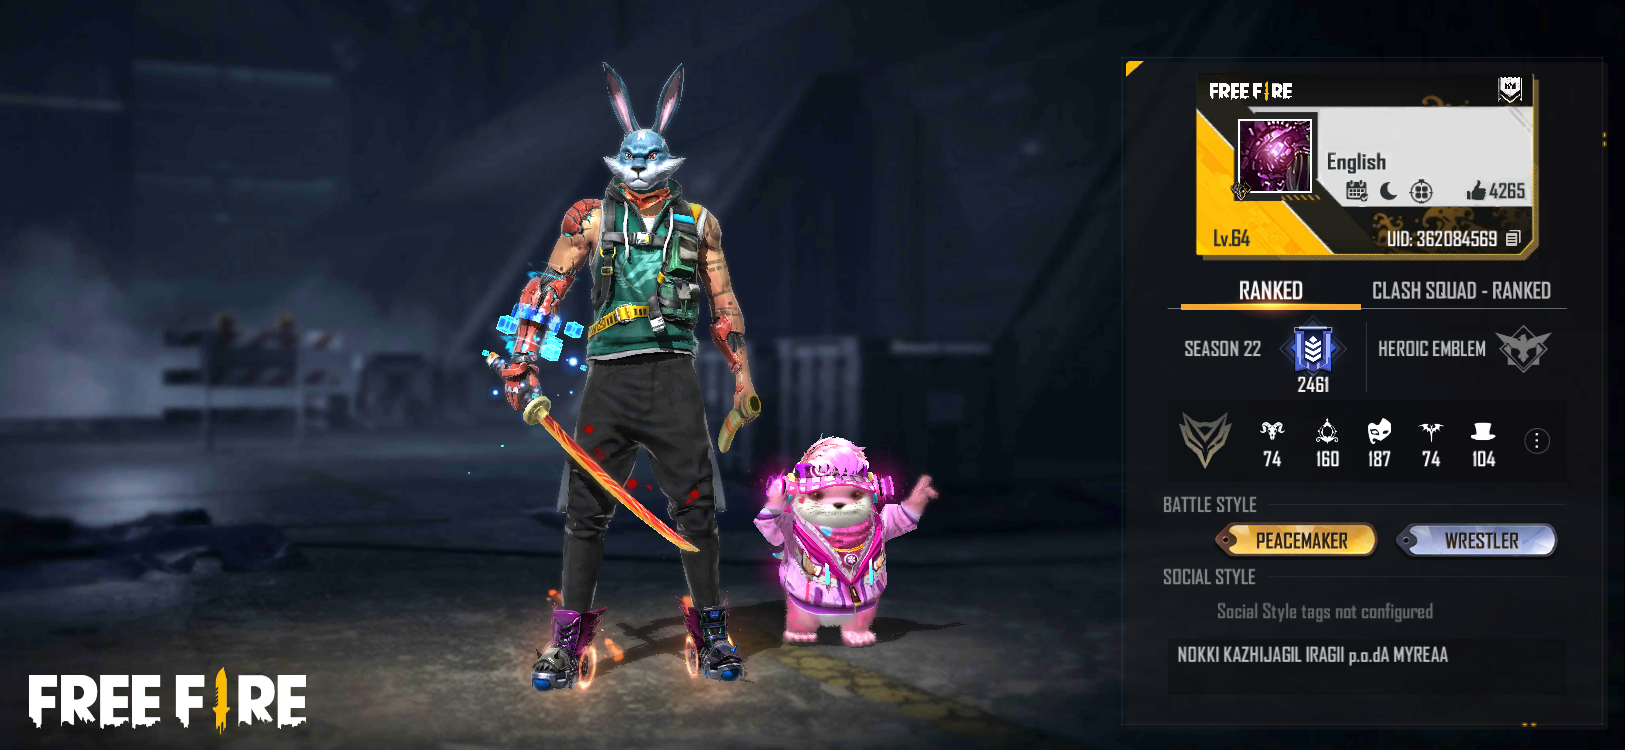 FREE FIRE
English
4265
Lv.64
UID: 362084569
RANKED
CLASH SQUAD - RANKED
SEASON 22
2461
HEROIC EMBLEM
74 160 187 74 104
BATTLE STYLE
PEACEMAKER WRESTLER
SOCIAL STYLE
Social Style tags not configured
NOKKI KAZHIJAGIL IRAGII p.o.dA MYREAA
FREE FIRE